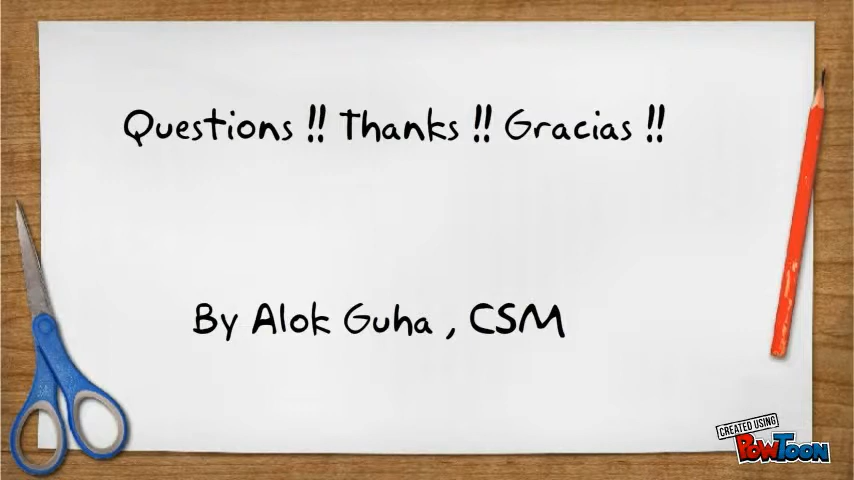 Questions !! Thanks !! Gracias !!
By Alok Guha , CSM
CREATED USING
POWTOON